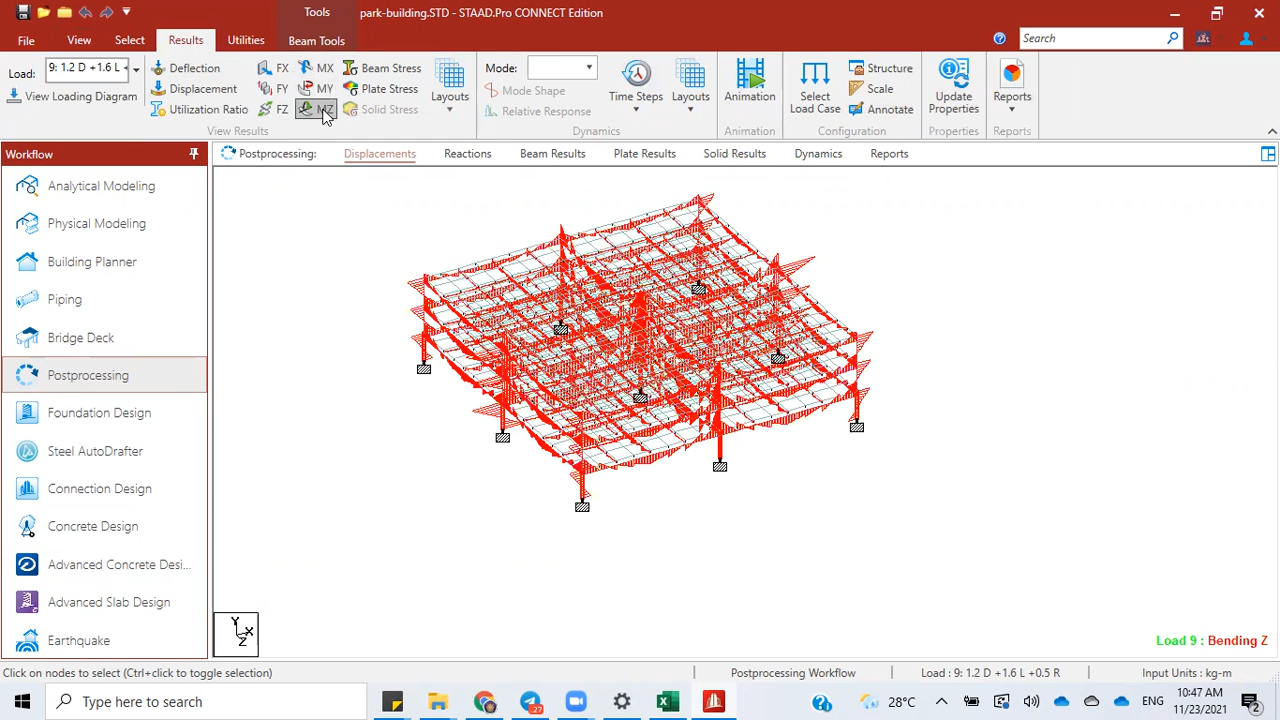 Tools
park-building.STD - STAAD.Pro CONNECT Edition
File
View
Select
Results
Utilities
Beam Tools
Search
Load:
9: 1.2 D +1.6 L +
View Loading Diagram
Deflection
Displacement
Utilization Ratio
FX
FY
FZ
MX
MY
MZ
Beam Stress
Plate Stress
Solid Stress
Layouts
View Results
Mode:
Mode Shape
Relative Response
Time Steps
Layouts
Dynamics
Animation
Animation
Select Load Case
Structure
Scale
Annotate
Configuration
Update Properties
Properties
Reports
Reports
Workflow
Postprocessing:
Displacements
Reactions
Beam Results
Plate Results
Solid Results
Dynamics
Reports
Analytical Modeling
Physical Modeling
Building Planner
Piping
Bridge Deck
Postprocessing
Foundation Design
Steel AutoDrafter
Connection Design
Concrete Design
Advanced Concrete Desi...
Advanced Slab Design
Earthquake
Y
X
Z
Load 9 : Bending Z
Click on nodes to select (Ctrl+click to toggle selection)
Postprocessing Workflow
Load : 9: 1.2 D +1.6 L +0.5 R
Input Units : kg-m
Type here to search
27
28°C
ENG
10:47 AM
11/23/2021
2